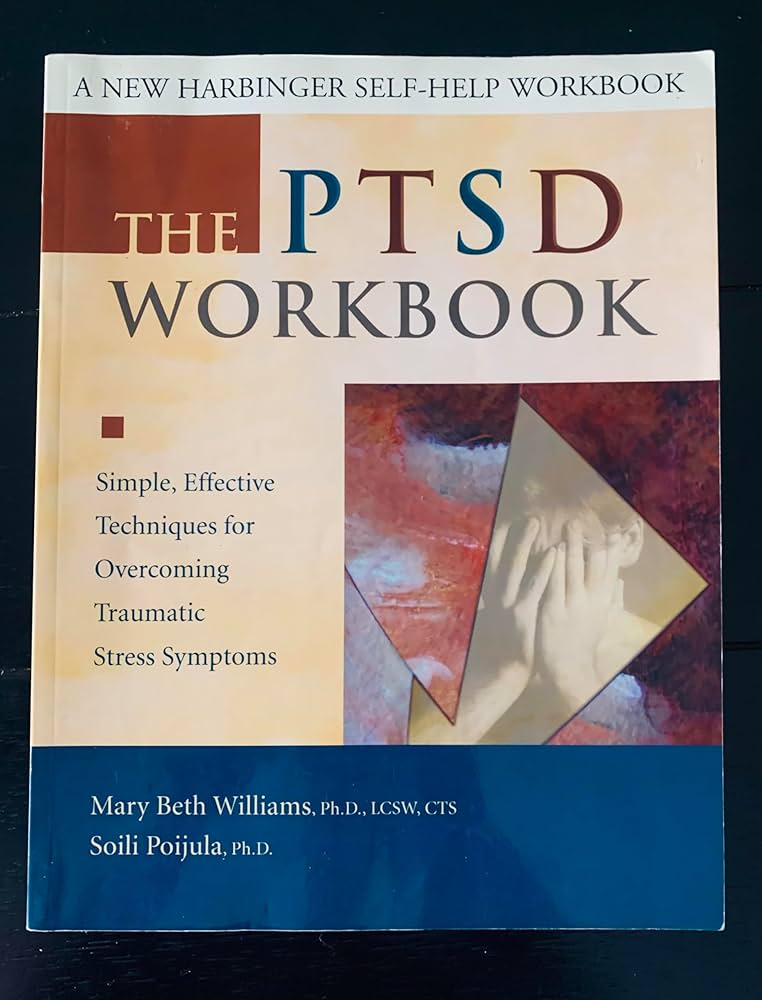 A NEW HARBINGER SELF-HELP WORKBOOK
THE PTSD
WORKBOOK
Simple, Effective
Techniques for
Overcoming
Traumatic
Stress Symptoms
Mary Beth Williams, Ph.D., LCSW, CTS
Soili Poijula, Ph.D.